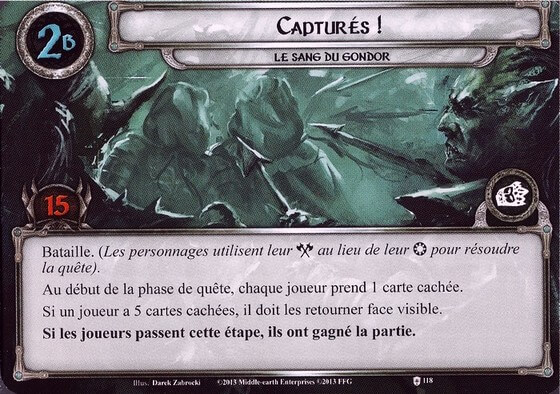 2B
CAPTURÉS !
LE SANG DU GONDOR
15
Bataille. (Les personnages utilisent leur au lieu de leur pour résoudre
la quête).
Au début de la phase de quête, chaque joueur prend 1 carte cachée.
Si un joueur a 5 cartes cachées, il doit les retourner face visible.
Si les joueurs passent cette étape, ils ont gagné la partie.
Illus. Darek Zabrocki ©2013 Middle-earth Enterprises ©2013 FFG 118